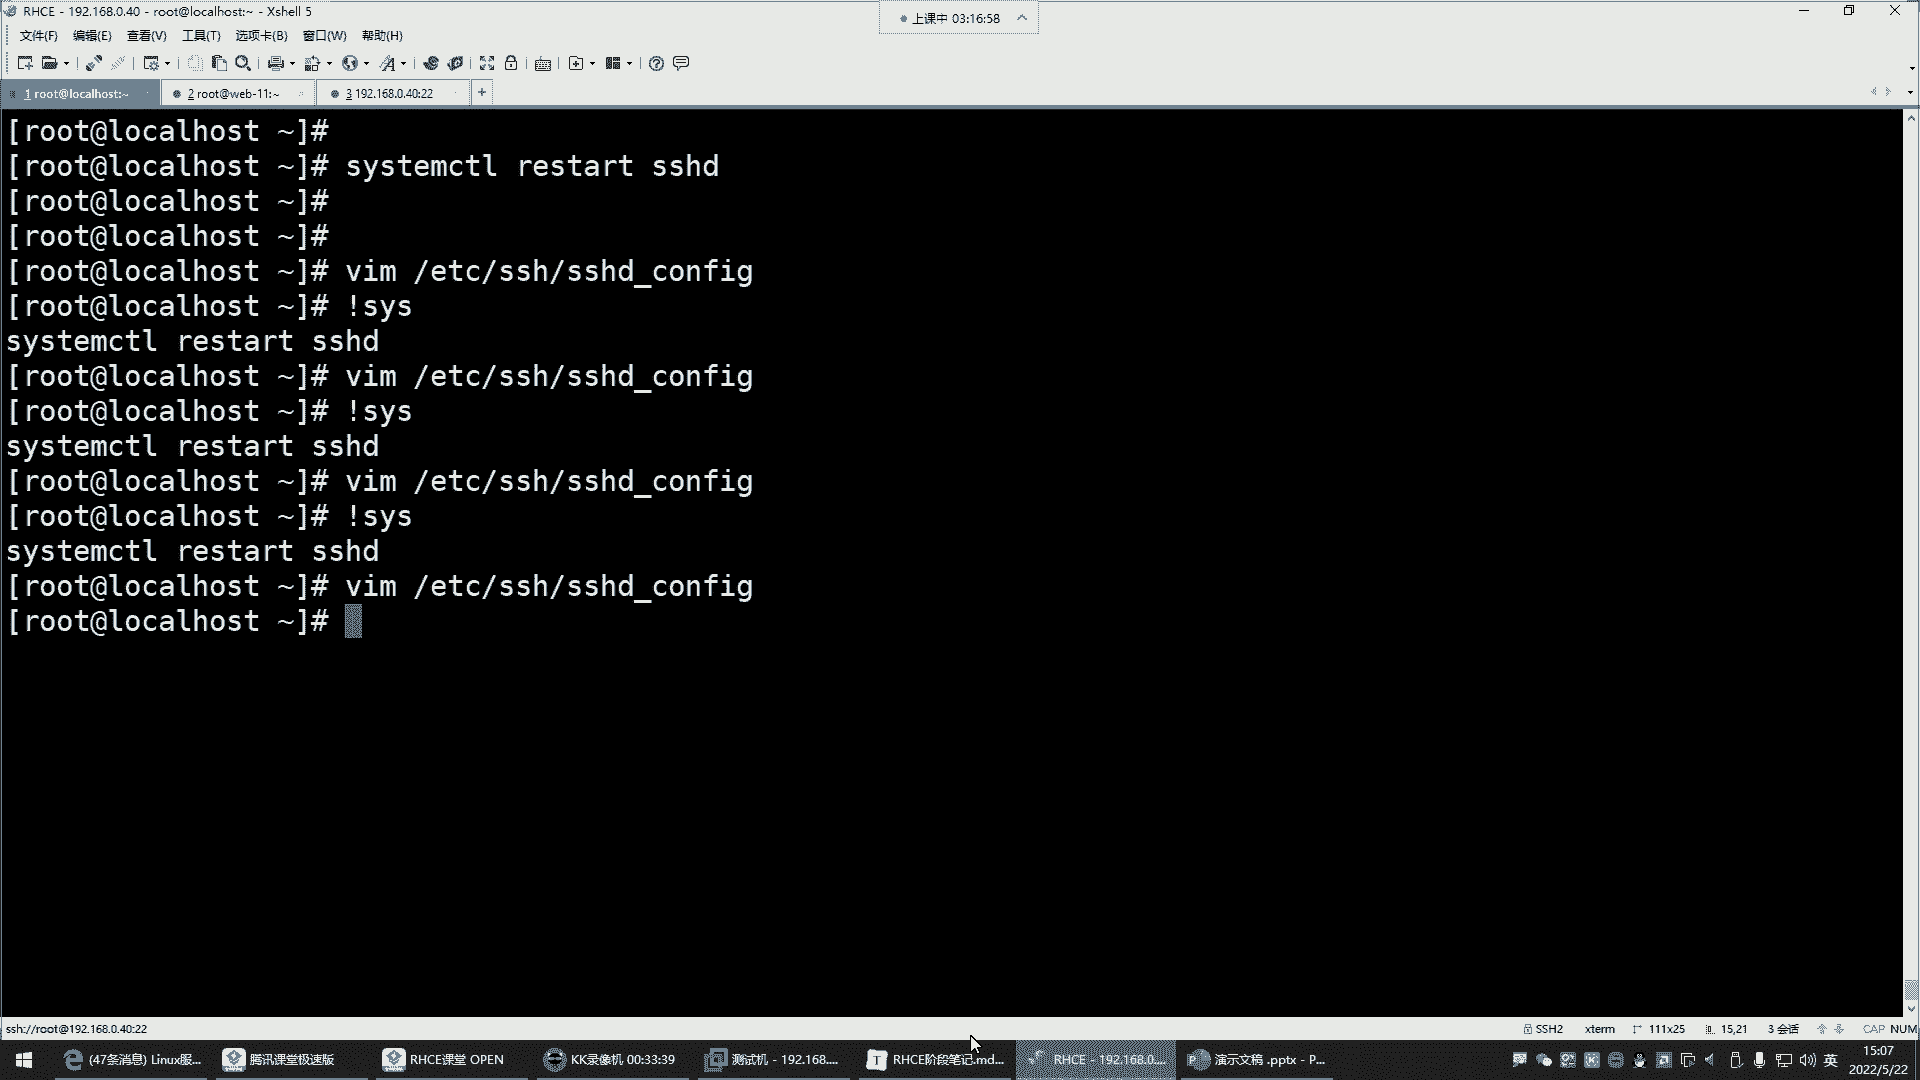 RHCE - 192.168.0.40 - root@localhost:~ - Xshell 5
上课中 03:16:58
文件(F) 编辑(E) 查看(V) 工具(T) 选项卡(B) 窗口(W) 帮助(H)
1 root@localhost:~ 2 root@web-11:~ 3 192.168.0.40:22
[root@localhost ~]#
[root@localhost ~]# systemctl restart sshd
[root@localhost ~]#
[root@localhost ~]#
[root@localhost ~]# vim /etc/ssh/sshd_config
[root@localhost ~]# !sys
systemctl restart sshd
[root@localhost ~]# vim /etc/ssh/sshd_config
[root@localhost ~]# !sys
systemctl restart sshd
[root@localhost ~]# vim /etc/ssh/sshd_config
[root@localhost ~]# !sys
systemctl restart sshd
[root@localhost ~]# vim /etc/ssh/sshd_config
[root@localhost ~]#
ssh://root@192.168.0.40:22 SSH2 xterm 111x25 15,21 3 会话 CAP NUM
(47条消息) Linux服... 腾讯课堂极速版 RHCE课堂 OPEN KK录像机 00:33:39 测试机 - 192.168.... RHCE阶段笔记.md... RHCE - 192.168.0.... 演示文稿 .pptx - P... 英 15:07
2022/5/22